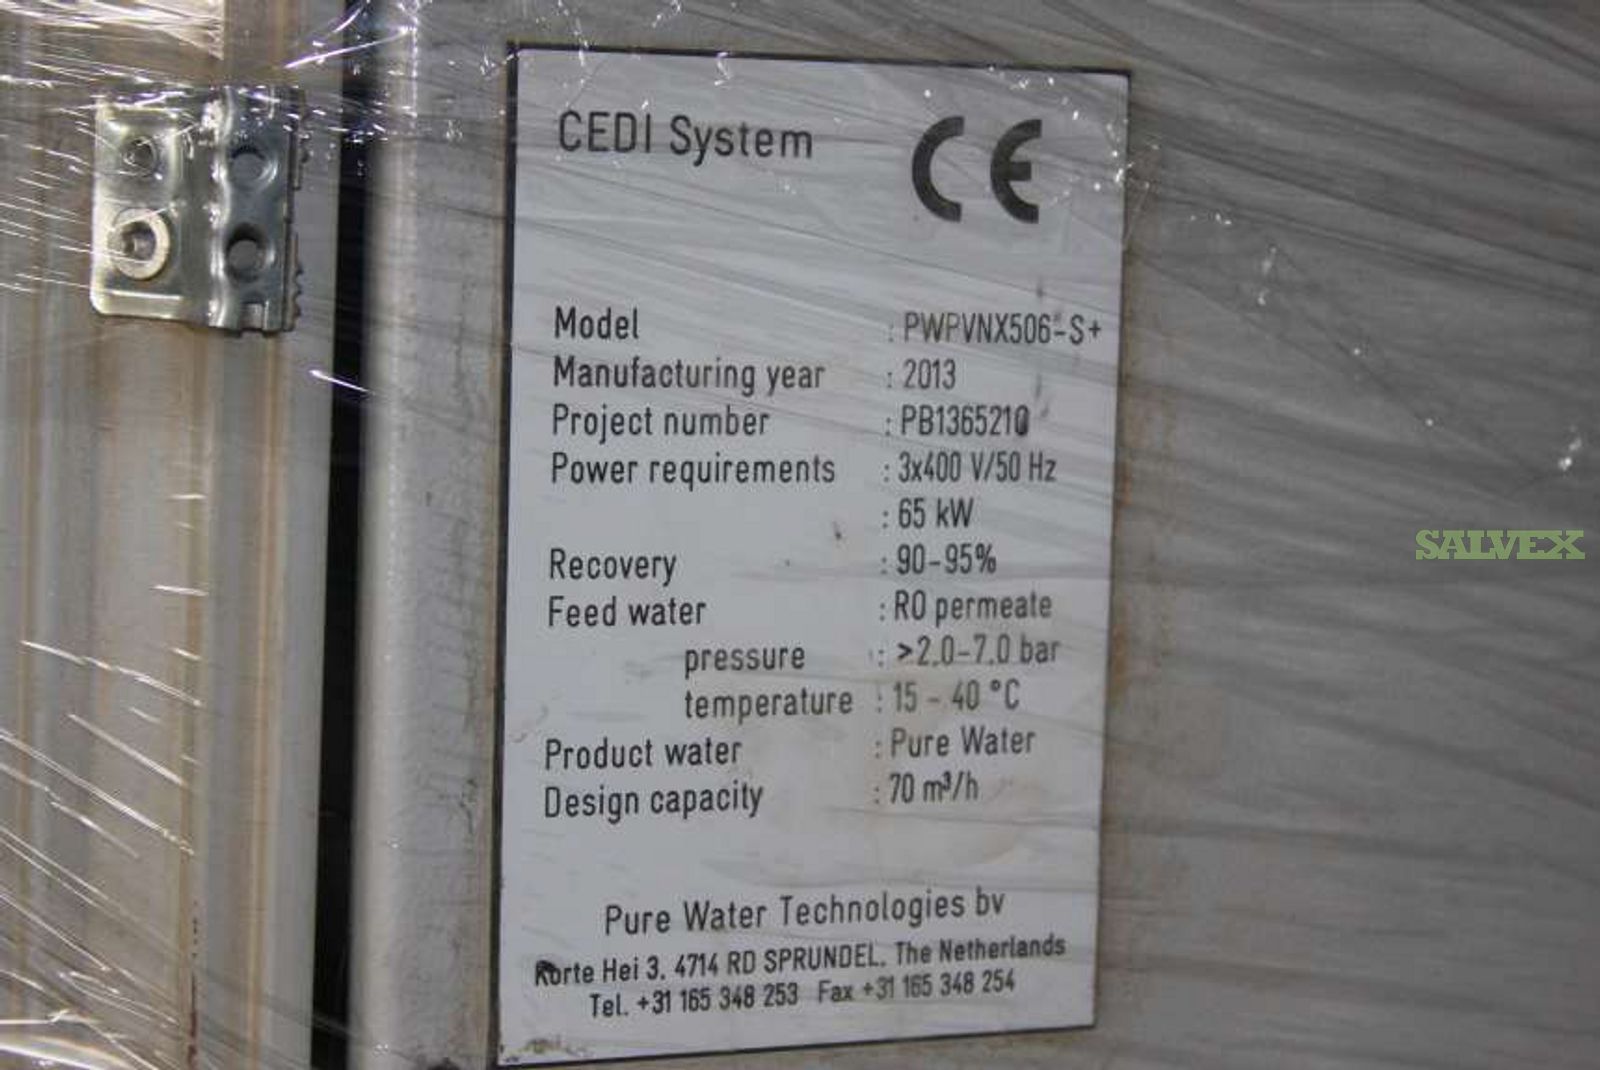 CEDI System CE
Model : PWPVNX506-S+
Manufacturing year : 2013
Project number : PB1365210
Power requirements : 3x400 V/50 Hz
: 65 kW
Recovery : 90-95%
Feed water : RO permeate
pressure : >2.0-7.0 bar
temperature : 15 - 40 °C
Product water : Pure Water
Design capacity : 70 m³/h
Pure Water Technologies bv
Korte Hei 3. 4714 RD SPRUNDEL. The Netherlands
Tel. +31 165 348 253 Fax +31 165 348 254
SALVEX